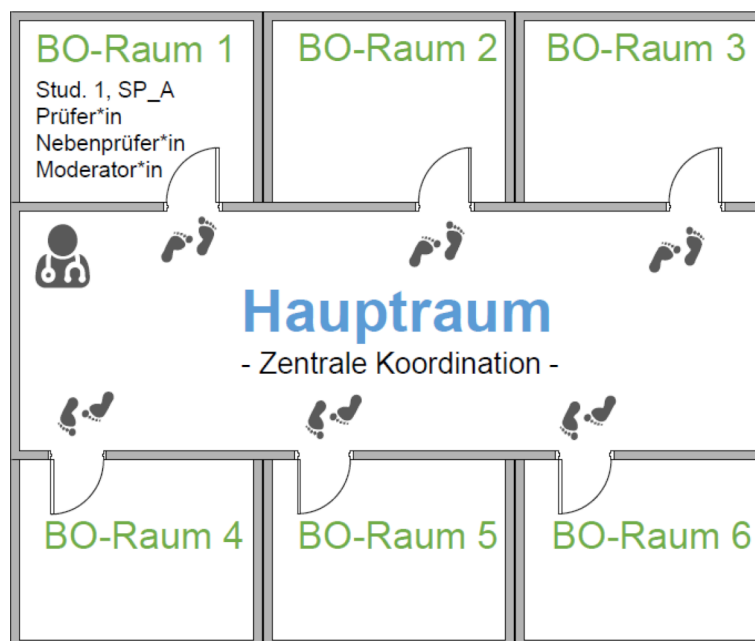 BO-Raum 1
Stud. 1, SP_A
Prüfer*in
Nebenprüfer*in
Moderator*in
BO-Raum 2
BO-Raum 3
Hauptraum
- Zentrale Koordination -
BO-Raum 4
BO-Raum 5
BO-Raum 6